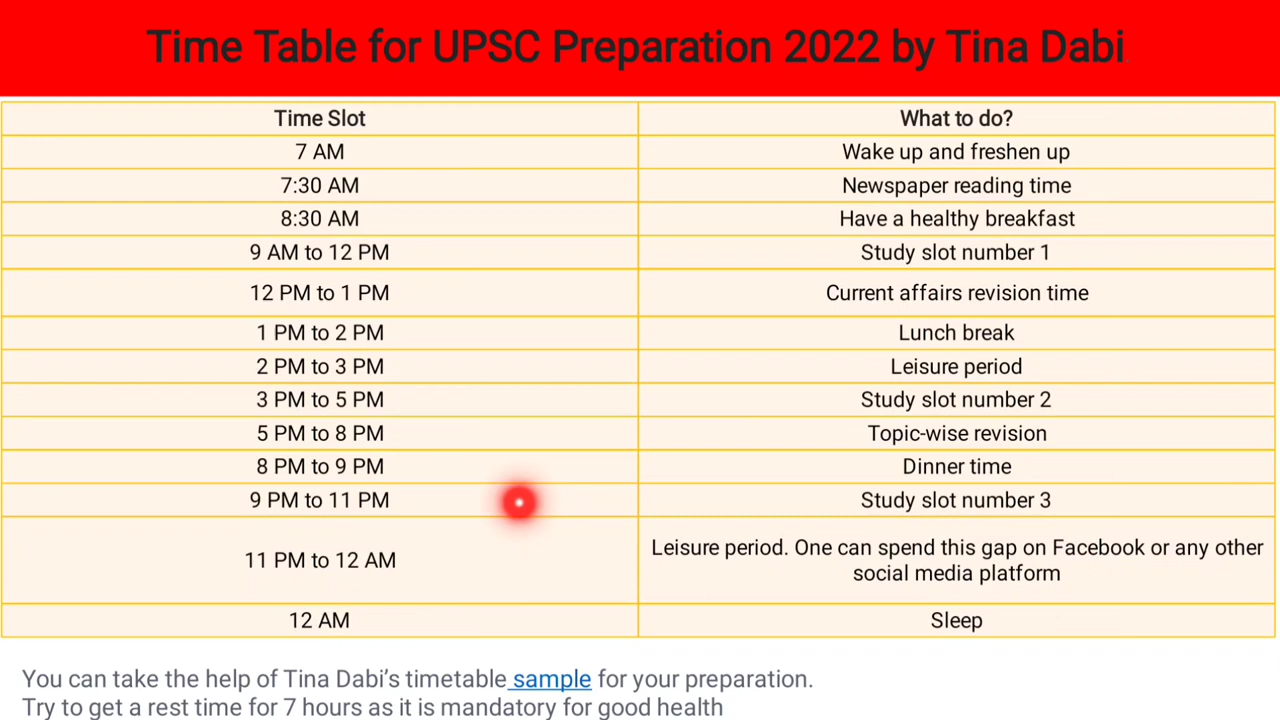 Time Table for UPSC Preparation 2022 by Tina Dabi
Time Slot What to do?
7 AM Wake up and freshen up
7:30 AM Newspaper reading time
8:30 AM Have a healthy breakfast
9 AM to 12 PM Study slot number 1
12 PM to 1 PM Current affairs revision time
1 PM to 2 PM Lunch break
2 PM to 3 PM Leisure period
3 PM to 5 PM Study slot number 2
5 PM to 8 PM Topic-wise revision
8 PM to 9 PM Dinner time
9 PM to 11 PM Study slot number 3
11 PM to 12 AM Leisure period. One can spend this gap on Facebook or any other
social media platform
12 AM Sleep
You can take the help of Tina Dabi’s timetable sample for your preparation.
Try to get a rest time for 7 hours as it is mandatory for good health